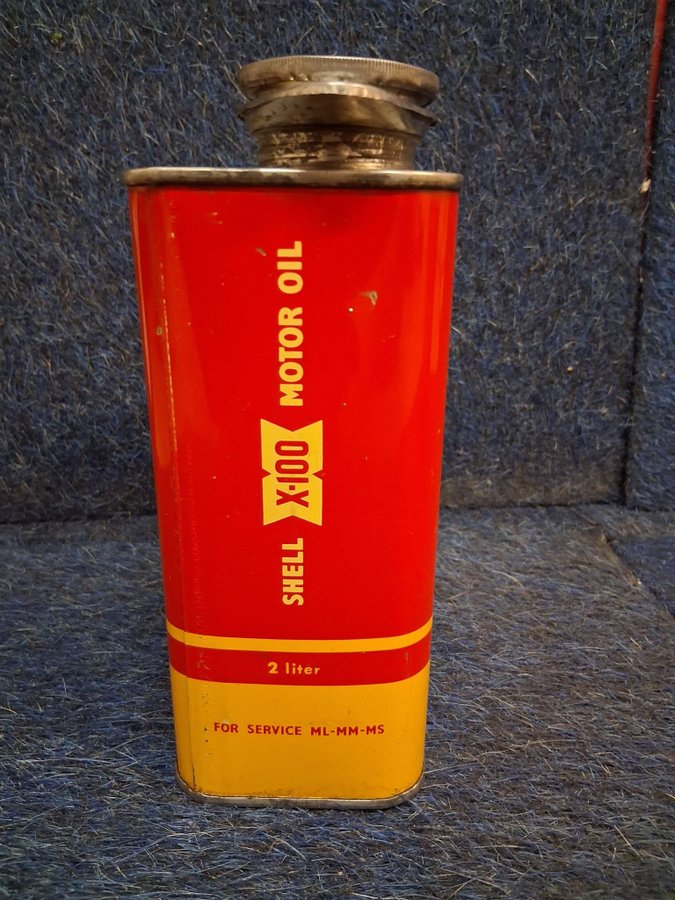 SHELL X-100 MOTOR OIL
2 liter
FOR SERVICE ML-MM-MS